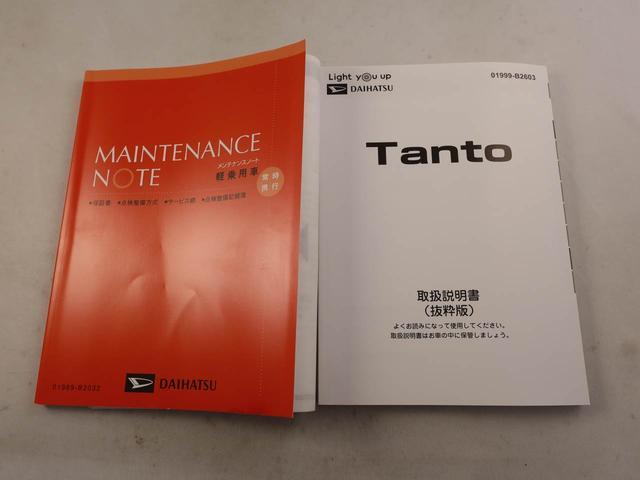 MAINTENANCE
NOTE
メンテナンスノート
軽乗用車
常時
携行
●保証書 ●点検整備方式 ●サービス網 ●点検整備記録簿
01989-B2032
DAIHATSU
Light you up
DAIHATSU
01999-B2603
Tanto
取扱説明書
（抜粋版）
よくお読みになって使用してください。
取扱説明書はお車の中に保管しましょう。